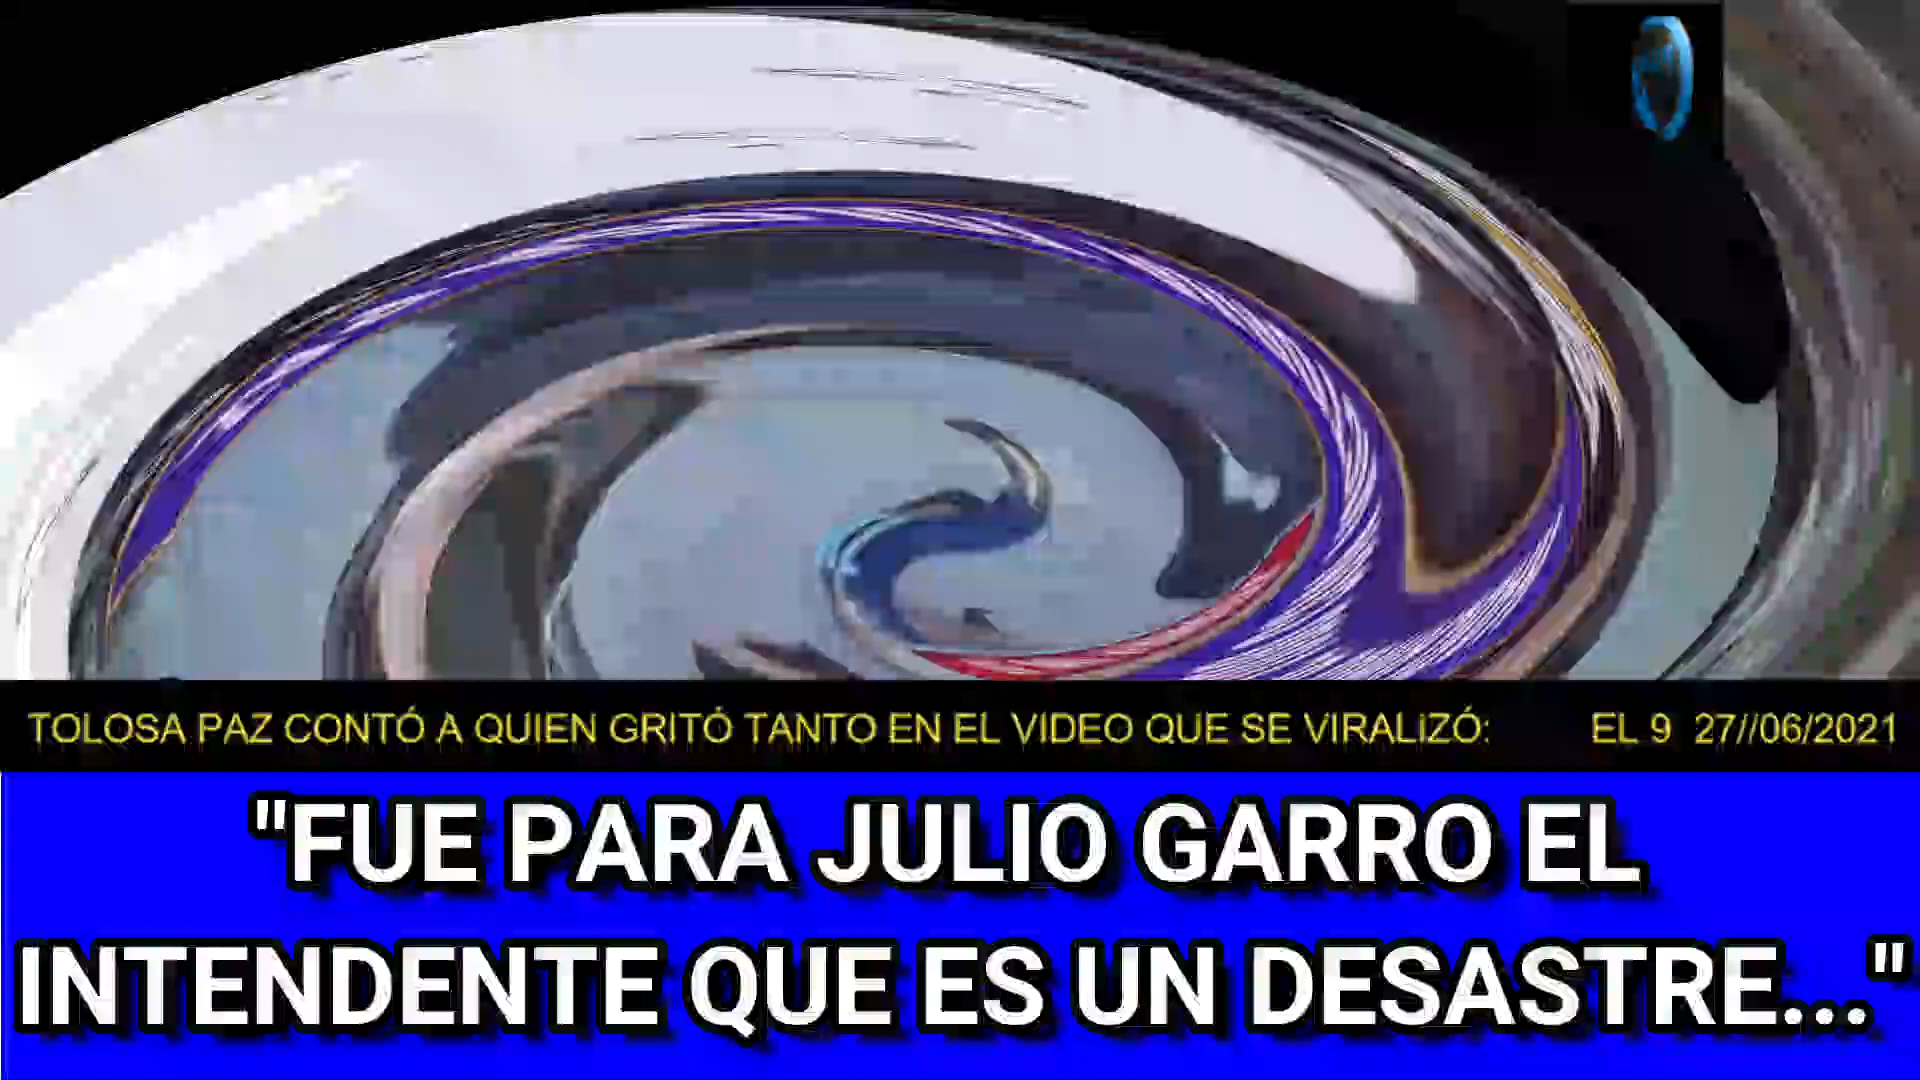 TOLOSA PAZ CONTÓ A QUIEN GRITÓ TANTO EN EL VIDEO QUE SE VIRALIZÓ: EL 9 27//06/2021
"FUE PARA JULIO GARRO EL
INTENDENTE QUE ES UN DESASTRE..."